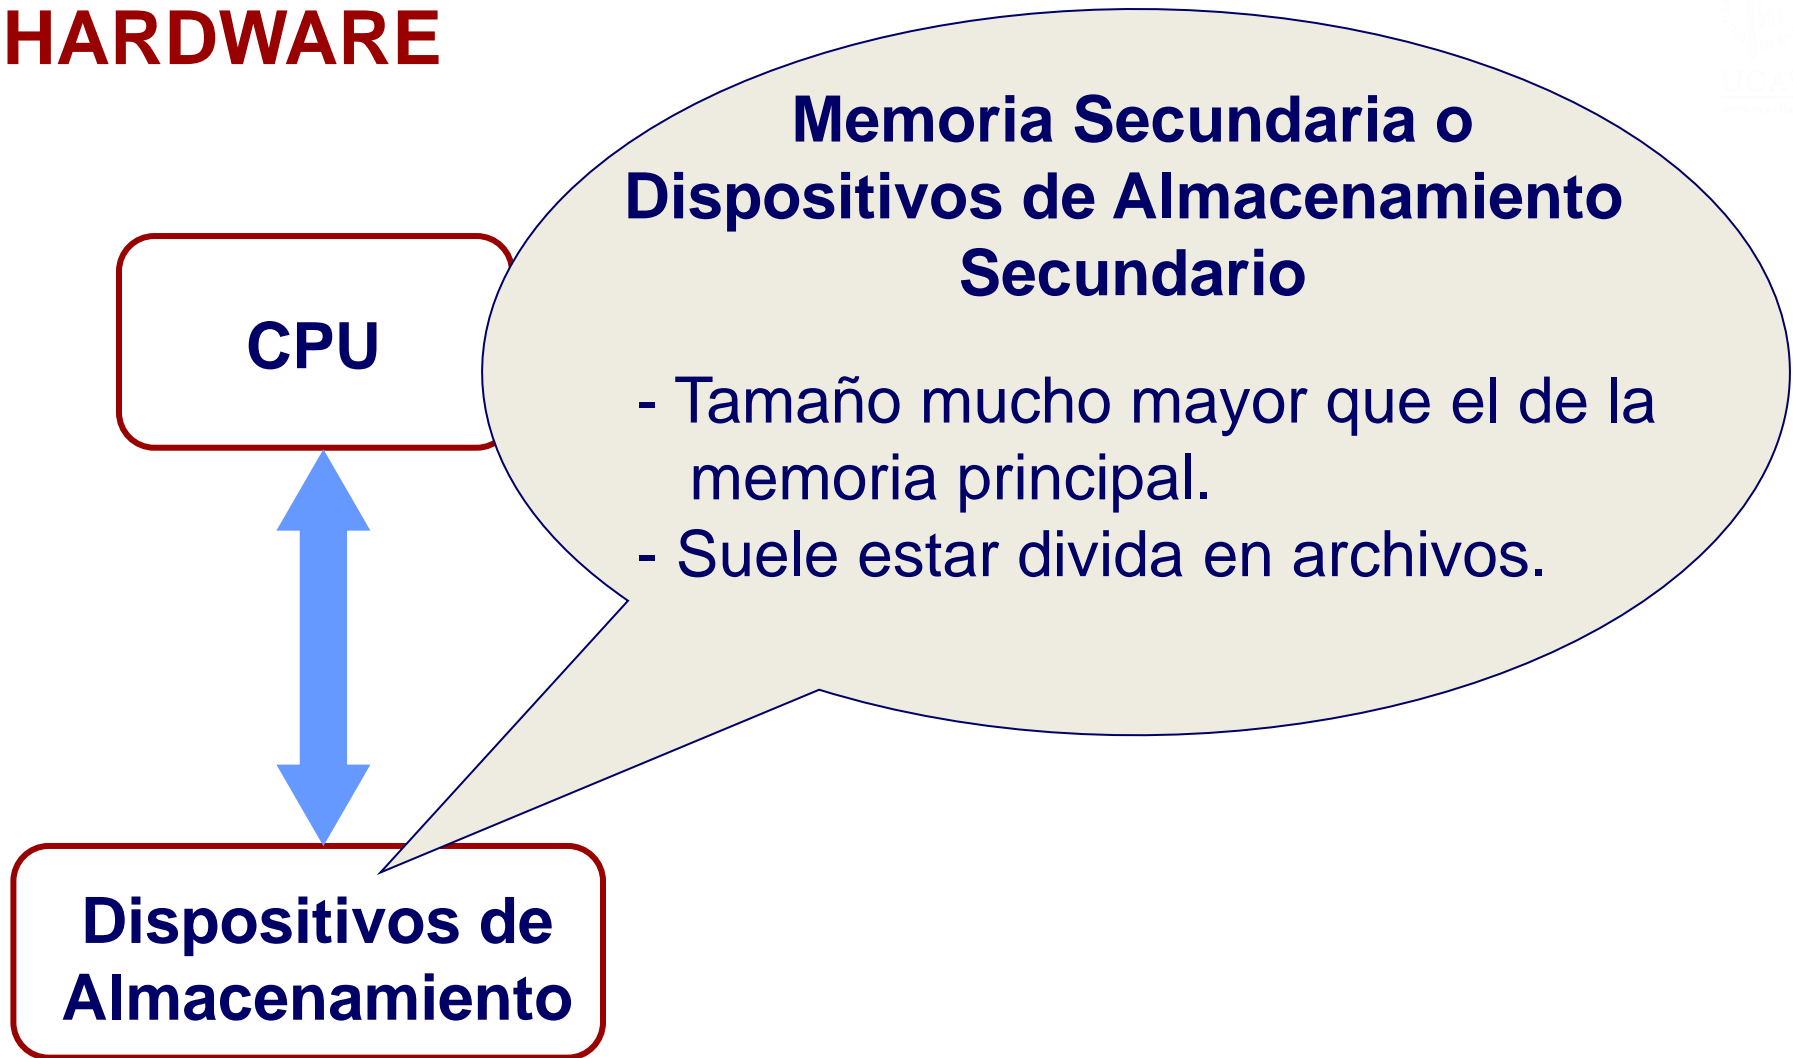 HARDWARE
Memoria Secundaria o
Dispositivos de Almacenamiento
Secundario
- Tamaño mucho mayor que el de la
memoria principal.
- Suele estar divida en archivos.
CPU
Dispositivos de
Almacenamiento